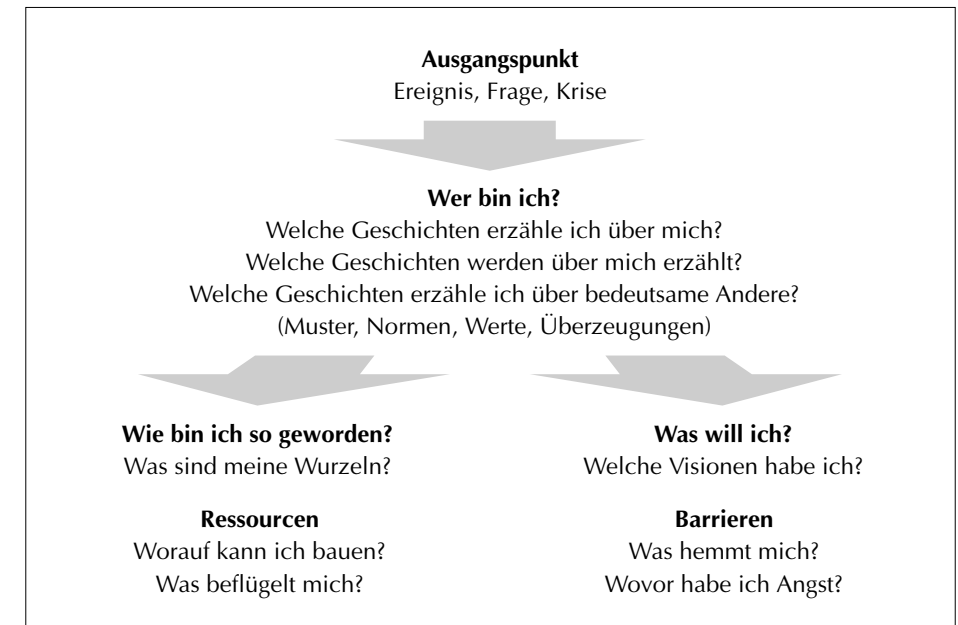 Ausgangspunkt
Ereignis, Frage, Krise
Wer bin ich?
Welche Geschichten erzähle ich über mich?
Welche Geschichten werden über mich erzählt?
Welche Geschichten erzähle ich über bedeutsame Andere?
(Muster, Normen, Werte, Überzeugungen)
Wie bin ich so geworden?
Was sind meine Wurzeln?
Ressourcen
Worauf kann ich bauen?
Was beflügelt mich?
Was will ich?
Welche Visionen habe ich?
Barrieren
Was hemmt mich?
Wovor habe ich Angst?